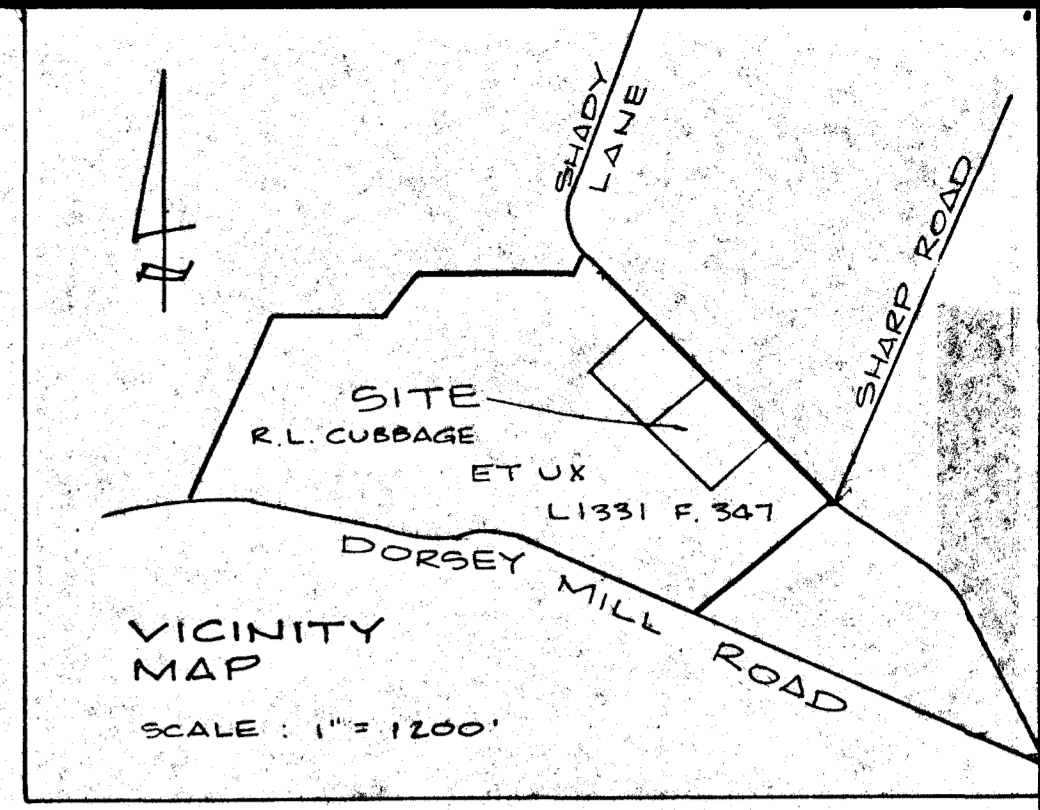 SHADY
LANE
SHARP ROAD
N
SITE
R.L. CUBBAGE
ET UX
L1331 F. 347
DORSEY MILL ROAD
VICINITY
MAP
SCALE : 1" = 1200'